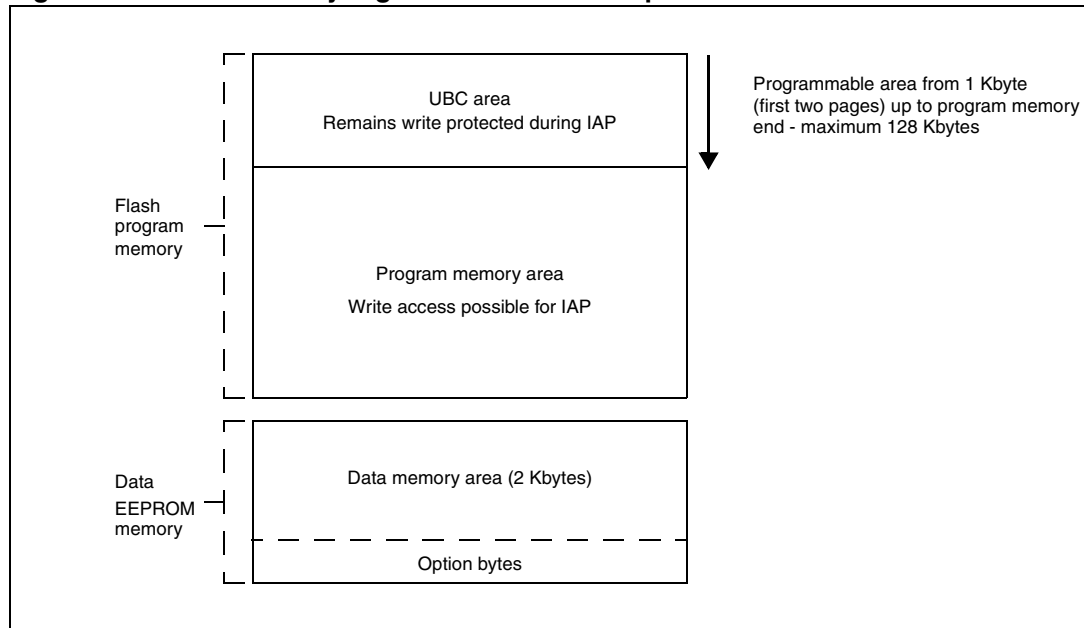 UBC area
Remains write protected during IAP
Programmable area from 1 Kbyte
(first two pages) up to program memory
end - maximum 128 Kbytes
Flash
program
memory
Program memory area
Write access possible for IAP
Data
EEPROM
memory
Data memory area (2 Kbytes)
Option bytes